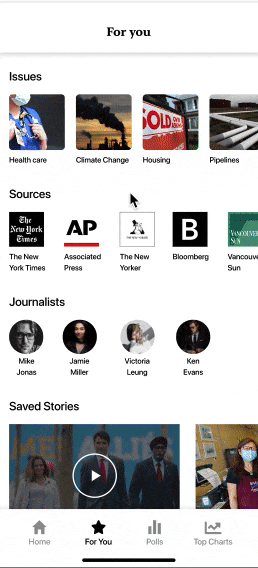 For you
Issues
SOLD
Health care
Climate Change
Housing
Pipelines
Sources
The
New York
Times
AP
THE NEW YORKER
B
VANCOUVER
SUN
The New
York Times
Associated
Press
The New
Yorker
Bloomberg
Vancouve
Sun
Journalists
Mike
Jonas
Jamie
Miller
Victoria
Leung
Ken
Evans
Saved Stories
Home
For You
Polls
Top Charts